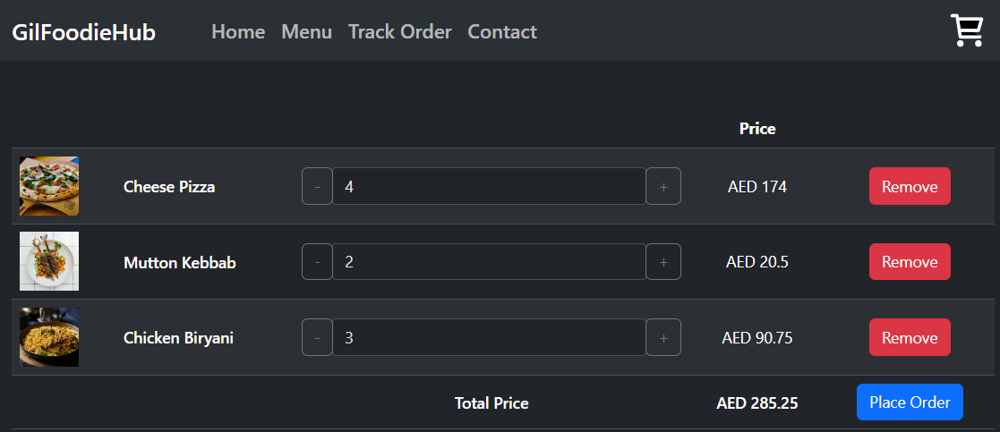 GilFoodieHub Home Menu Track Order Contact
Price
Cheese Pizza - 4 + AED 174 Remove
Mutton Kebbab - 2 + AED 20.5 Remove
Chicken Biryani - 3 + AED 90.75 Remove
Total Price AED 285.25 Place Order